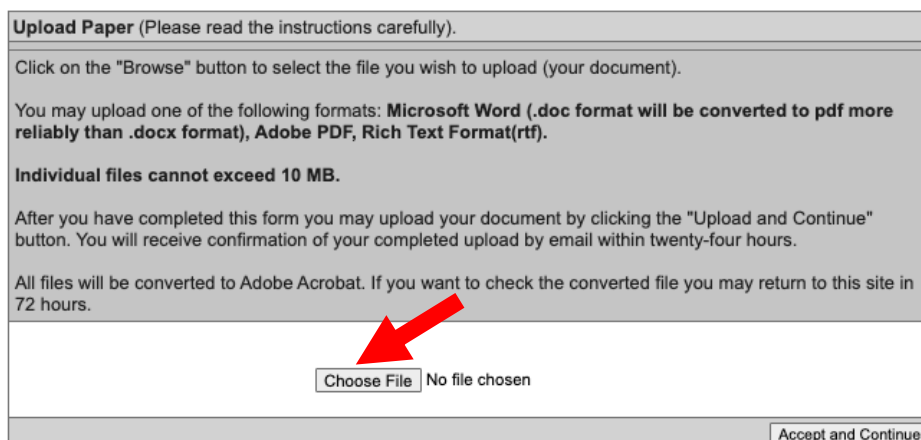 Upload Paper (Please read the instructions carefully).
Click on the "Browse" button to select the file you wish to upload (your document).
You may upload one of the following formats: Microsoft Word (.doc format will be converted to pdf more
reliably than .docx format), Adobe PDF, Rich Text Format(rtf).
Individual files cannot exceed 10 MB.
After you have completed this form you may upload your document by clicking the "Upload and Continue"
button. You will receive confirmation of your completed upload by email within twenty-four hours.
All files will be converted to Adobe Acrobat. If you want to check the converted file you may return to this site in
72 hours.
Choose File No file chosen
Accept and Continue